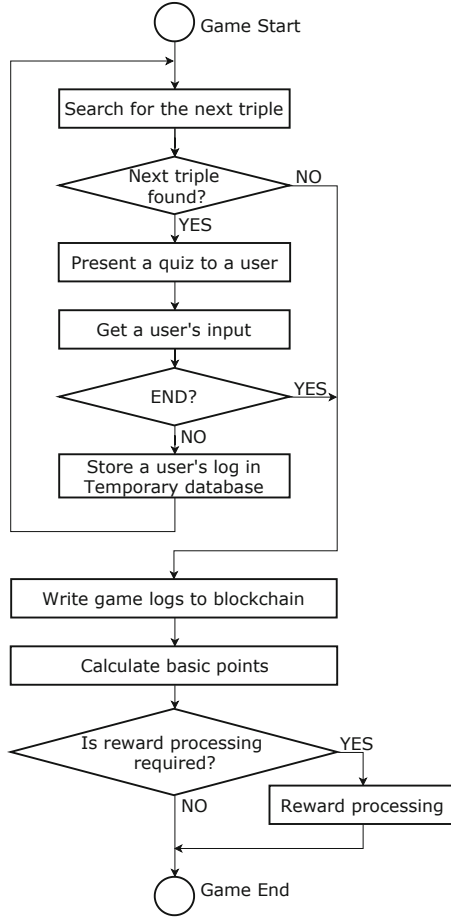 Game Start
Search for the next triple
Next triple
found?
NO
YES
Present a quiz to a user
Get a user's input
END?
YES
NO
Store a user's log in
Temporary database
Write game logs to blockchain
Calculate basic points
Is reward processing
required?
YES
NO
Reward processing
Game End